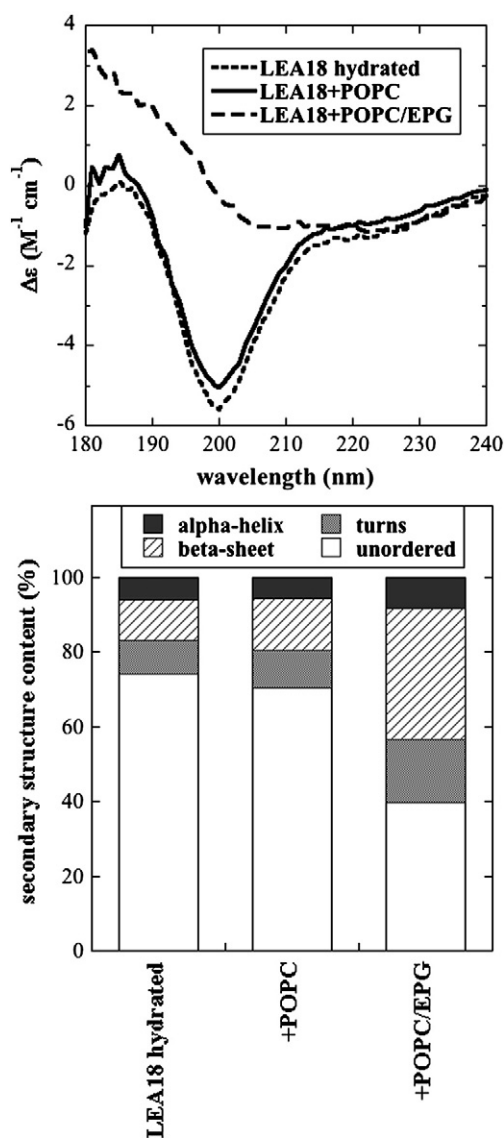 4
2
0
-2
-4
-6
Δε (M⁻¹ cm⁻¹)
LEA18 hydrated
LEA18+POPC
LEA18+POPC/EPG
180 190 200 210 220 230 240
wavelength (nm)
alpha-helix turns
beta-sheet unordered
100
80
60
40
20
0
secondary structure content (%)
LEA18 hydrated
+POPC
+POPC/EPG